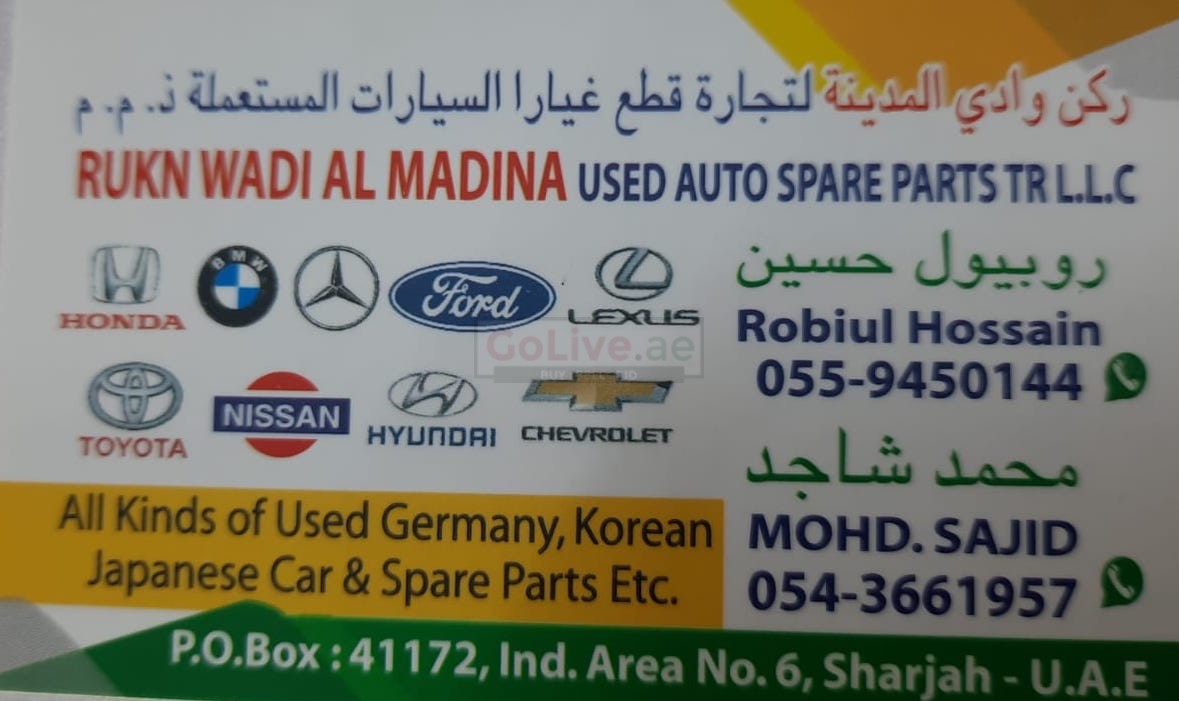 ركن وادي المدينة لتجارة قطع غيارا السيارات المستعملة ذ. م. م
RUKN WADI AL MADINA USED AUTO SPARE PARTS TR L.L.C
HONDA
BMW
Ford
LEXUS
TOYOTA
NISSAN
HYUNDAI
CHEVROLET
GoLive.ae
روبيول حسين
Robiul Hossain
055-9450144
محمد شاجد
MOHD. SAJID
054-3661957
All Kinds of Used Germany, Korean
Japanese Car & Spare Parts Etc.
P.O.Box : 41172, Ind. Area No. 6, Sharjah - U.A.E